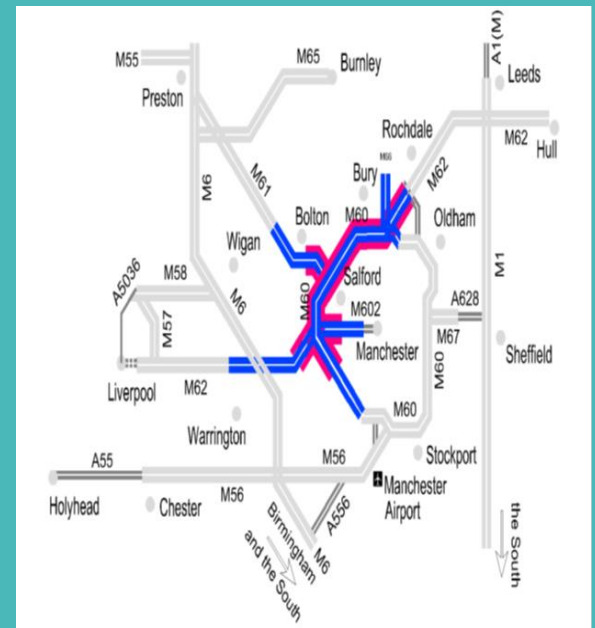 M55
M65
Burnley
A1(M)
Leeds
Preston
Rochdale
M62
Hull
M61
Bury
M66
M62
M6
Bolton
M60
Oldham
Wigan
M1
A5036
M58
M6
M60
Salford
A628
M57
M602
M67
Manchester
Sheffield
Liverpool
M62
M60
M60
Warrington
Stockport
A55
M56
M56
Manchester
Airport
Holyhead
Chester
A556
Birmingham
and the South
M6
the South